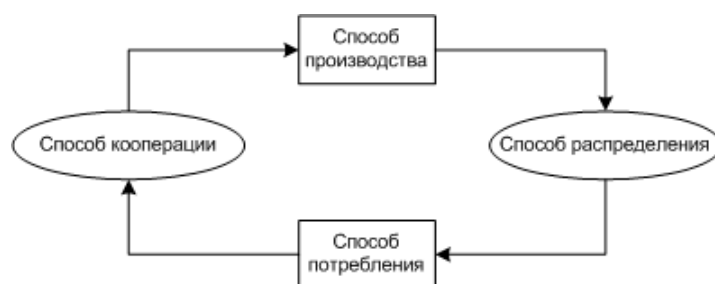 Способ
производства
Способ кооперации
Способ распределения
Способ
потребления